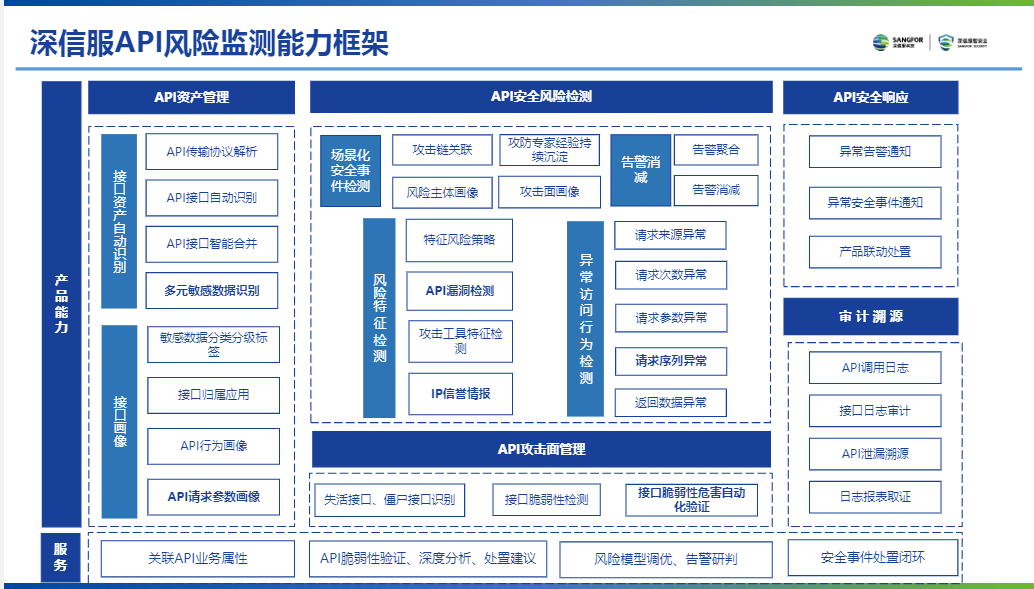 深信服API风险监测能力框架
SANGFOR
深信服科技
深信服智安全
SANGFOR SECURITY
产品能力
API资产管理
接口资产自动识别
API传输协议解析
API接口自动识别
API接口智能合并
多元敏感数据识别
接口画像
敏感数据分类分级标
签
接口归属应用
API行为画像
API请求参数画像
API安全风险检测
场景化
安全事
件检测
攻击链关联
攻防专家经验持
续沉淀
风险主体画像
攻击面画像
告警消
减
告警聚合
告警消减
风险特征检测
特征风险策略
API漏洞检测
攻击工具特征检
测
IP信誉情报
异常访问行为检测
请求来源异常
请求次数异常
请求参数异常
请求序列异常
返回数据异常
API攻击面管理
失活接口、僵尸接口识别
接口脆弱性检测
接口脆弱性危害自动
化验证
API安全响应
异常告警通知
异常安全事件通知
产品联动处置
审计溯源
API调用日志
接口日志审计
API泄漏溯源
日志报表取证
服务
关联API业务属性
API脆弱性验证、深度分析、处置建议
风险模型调优、告警研判
安全事件处置闭环